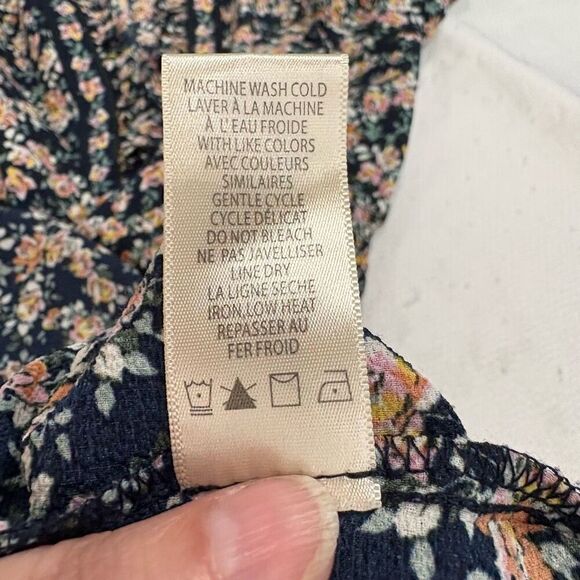 MACHINE WASH COLD
LAVER À LA MACHINE
À L'EAU FROIDE
WITH LIKE COLORS
AVEC COULEURS
SIMILAIRES
GENTLE CYCLE
CYCLE DÉLICAT
DO NOT BLEACH
NE PAS JAVELLISER
LINE DRY
LA LIGNE SECHE
IRON,LOW HEAT
REPASSER AU
FER FROID